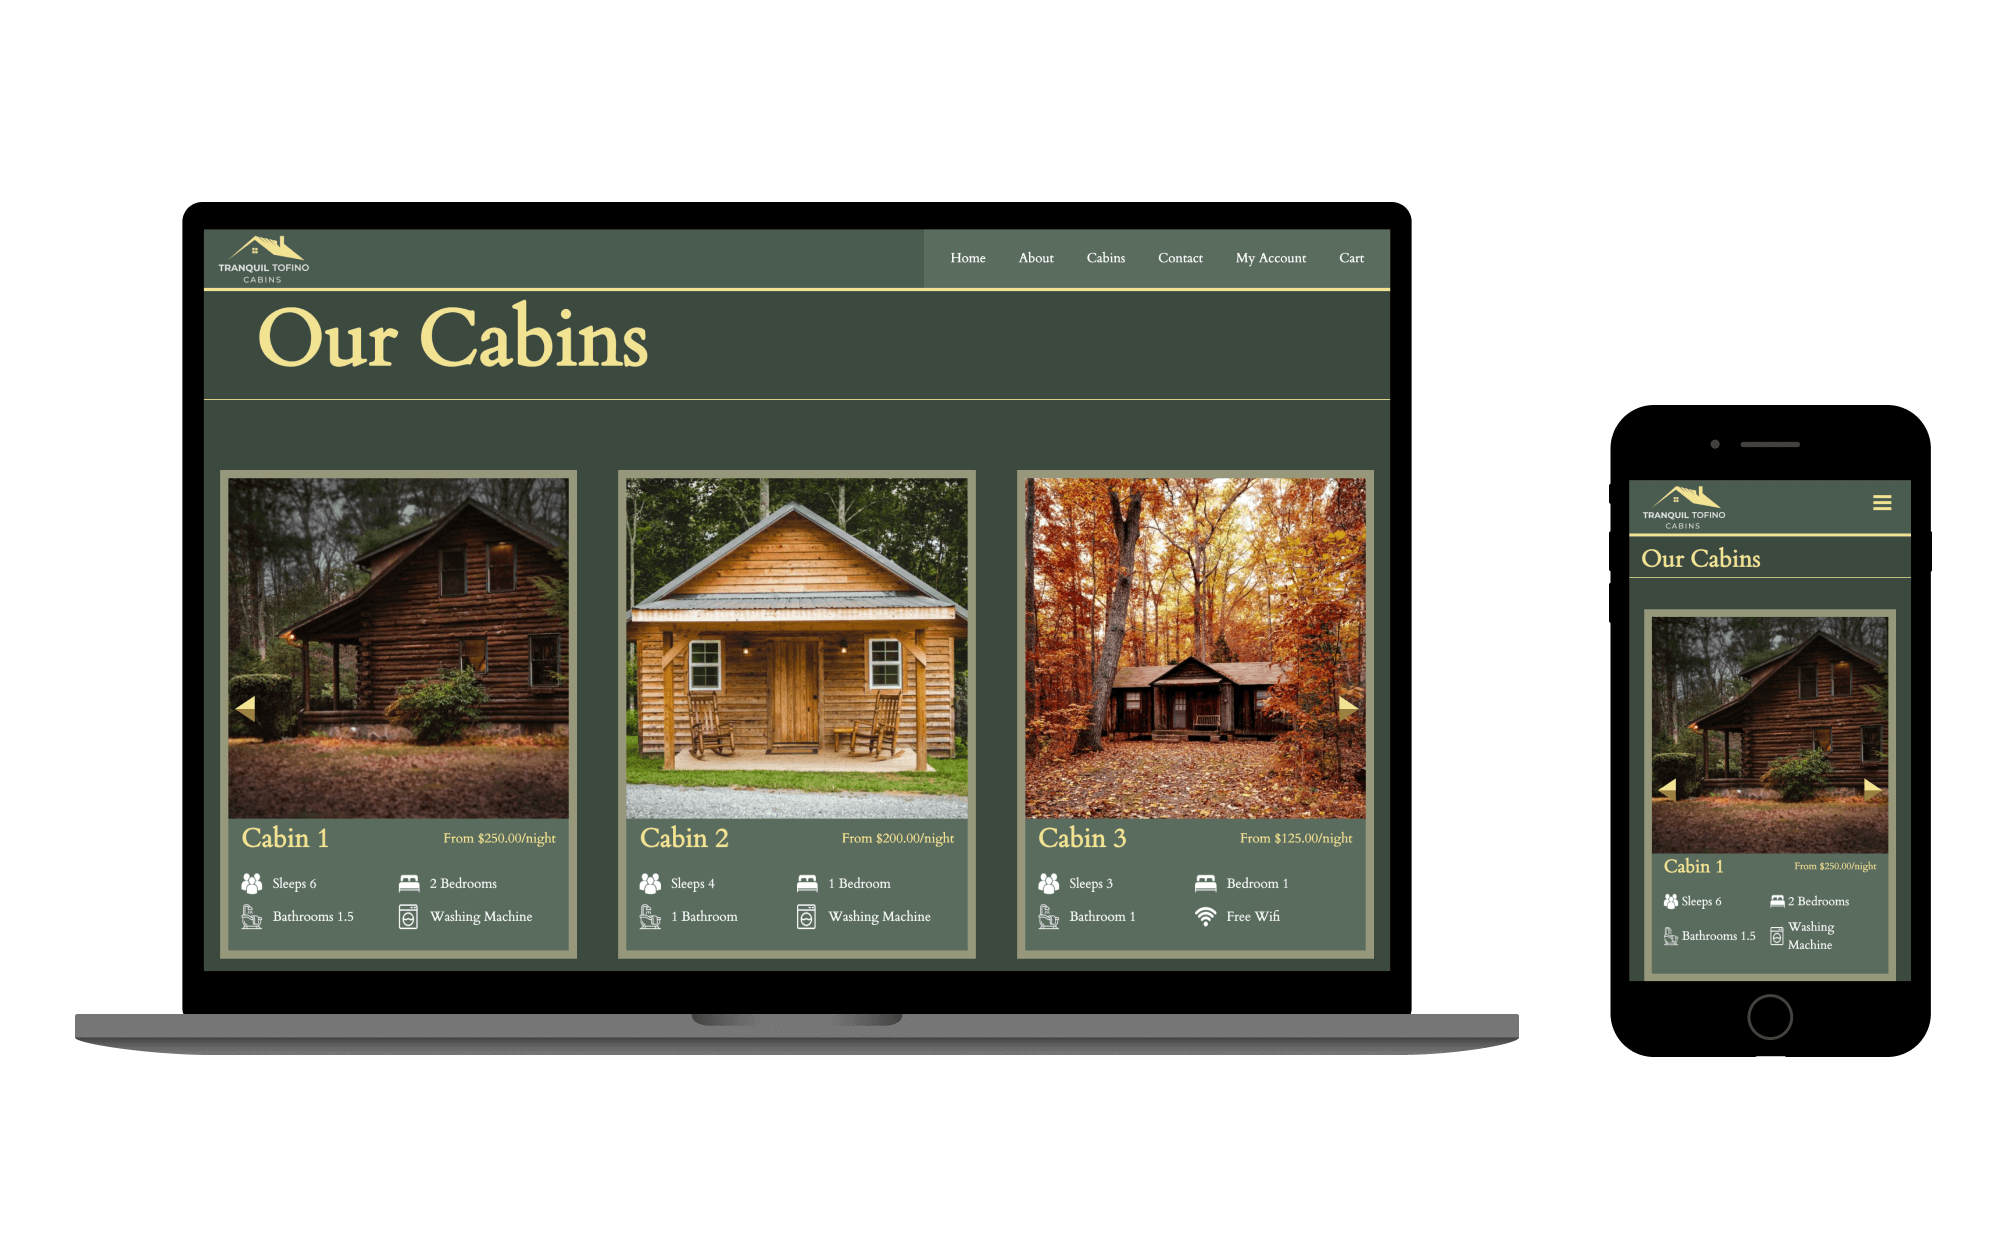 TRANQUIL TOFINO
CABINS
Home About Cabins Contact My Account Cart
Our Cabins
Cabin 1 From $250.00/night
Sleeps 6 2 Bedrooms
Bathrooms 1.5 Washing Machine
Cabin 2 From $200.00/night
Sleeps 4 1 Bedroom
1 Bathroom Washing Machine
Cabin 3 From $125.00/night
Sleeps 3 Bedroom 1
Bathroom 1 Free Wifi
TRANQUIL TOFINO
CABINS
Our Cabins
Cabin 1 From $250.00/night
Sleeps 6 2 Bedrooms
Bathrooms 1.5 Washing
Machine